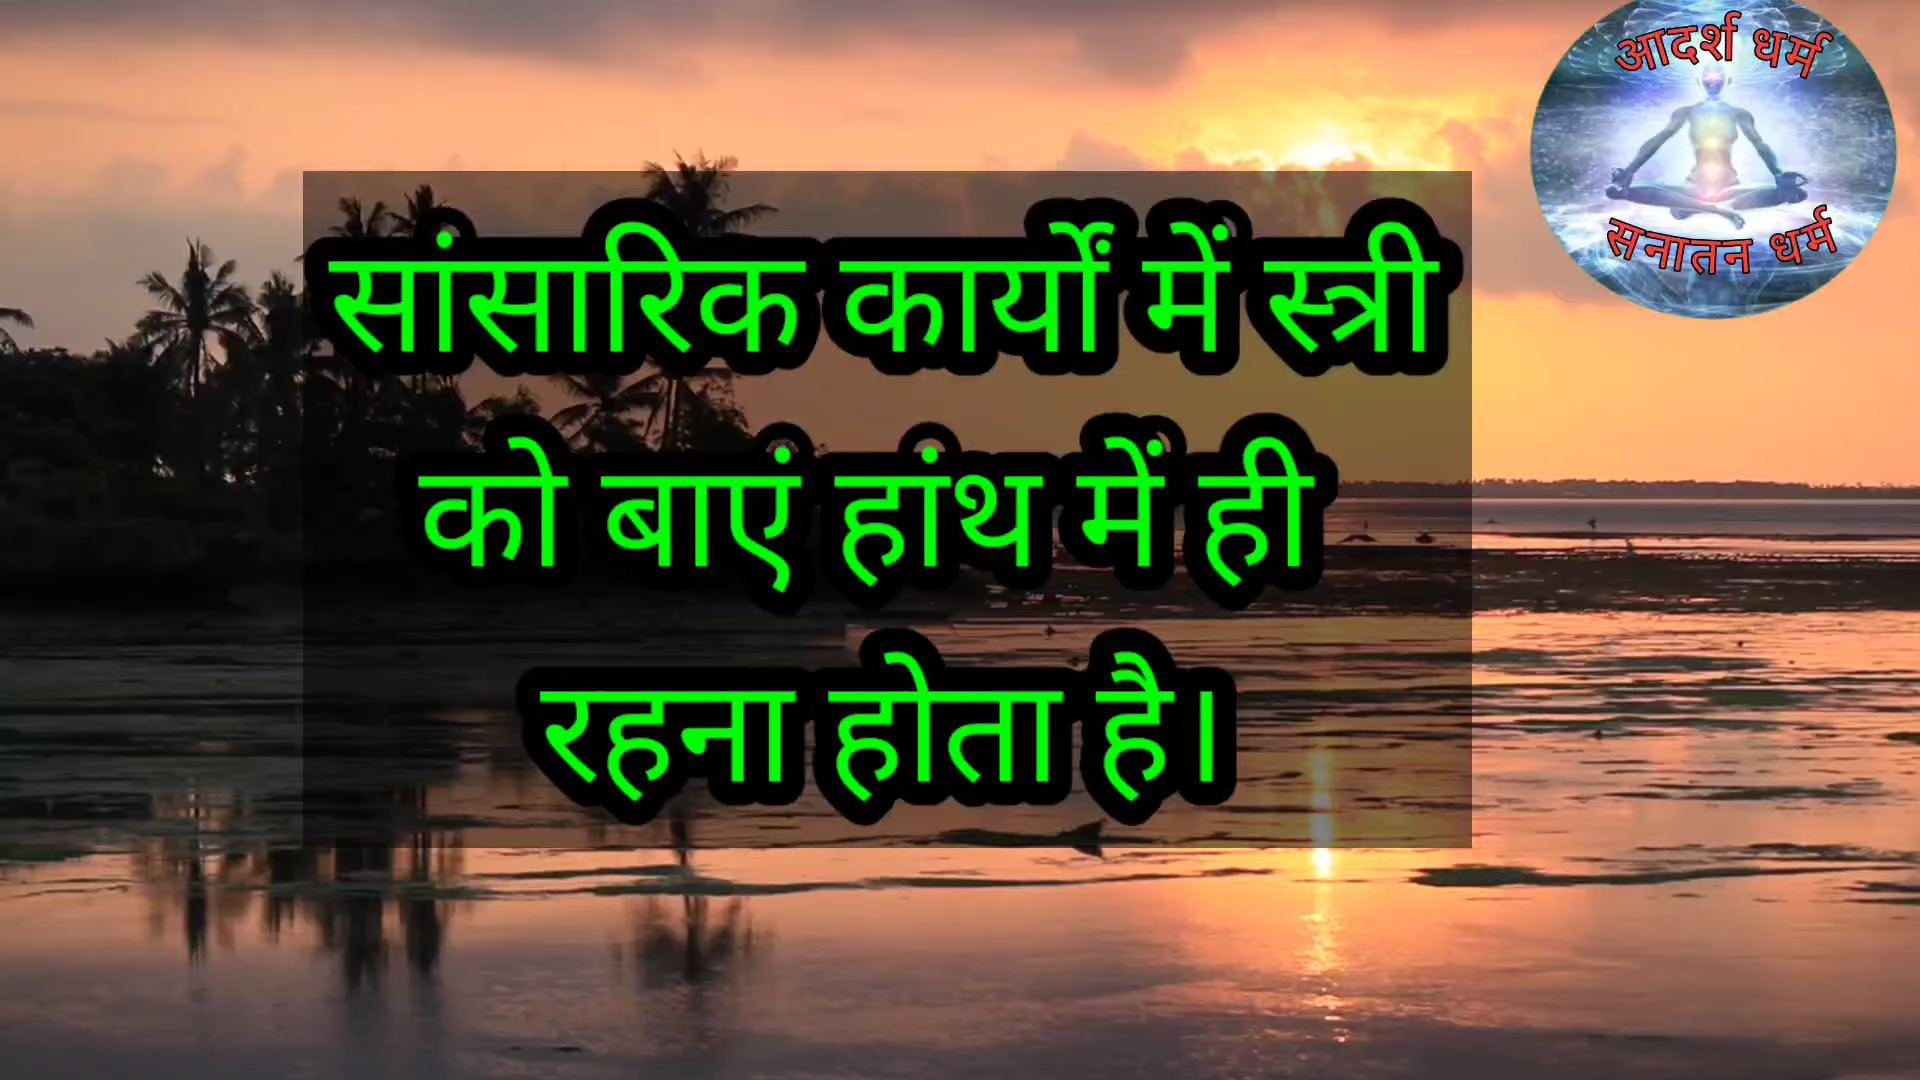 आदर्श धर्म
सनातन धर्म
सांसारिक कार्यों में स्त्री
को बाएं हांथ में ही
रहना होता है।